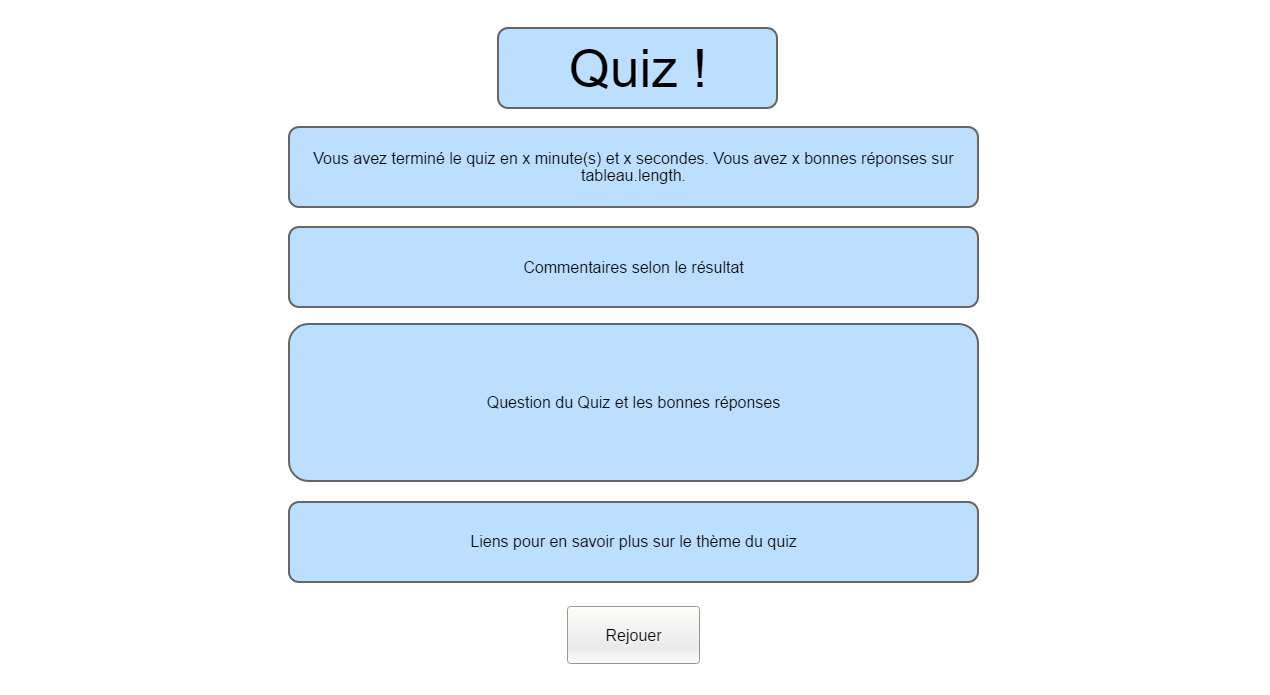 Quiz !
Vous avez terminé le quiz en x minute(s) et x secondes. Vous avez x bonnes réponses sur
tableau.length.
Commentaires selon le résultat
Question du Quiz et les bonnes réponses
Liens pour en savoir plus sur le thème du quiz
Rejouer